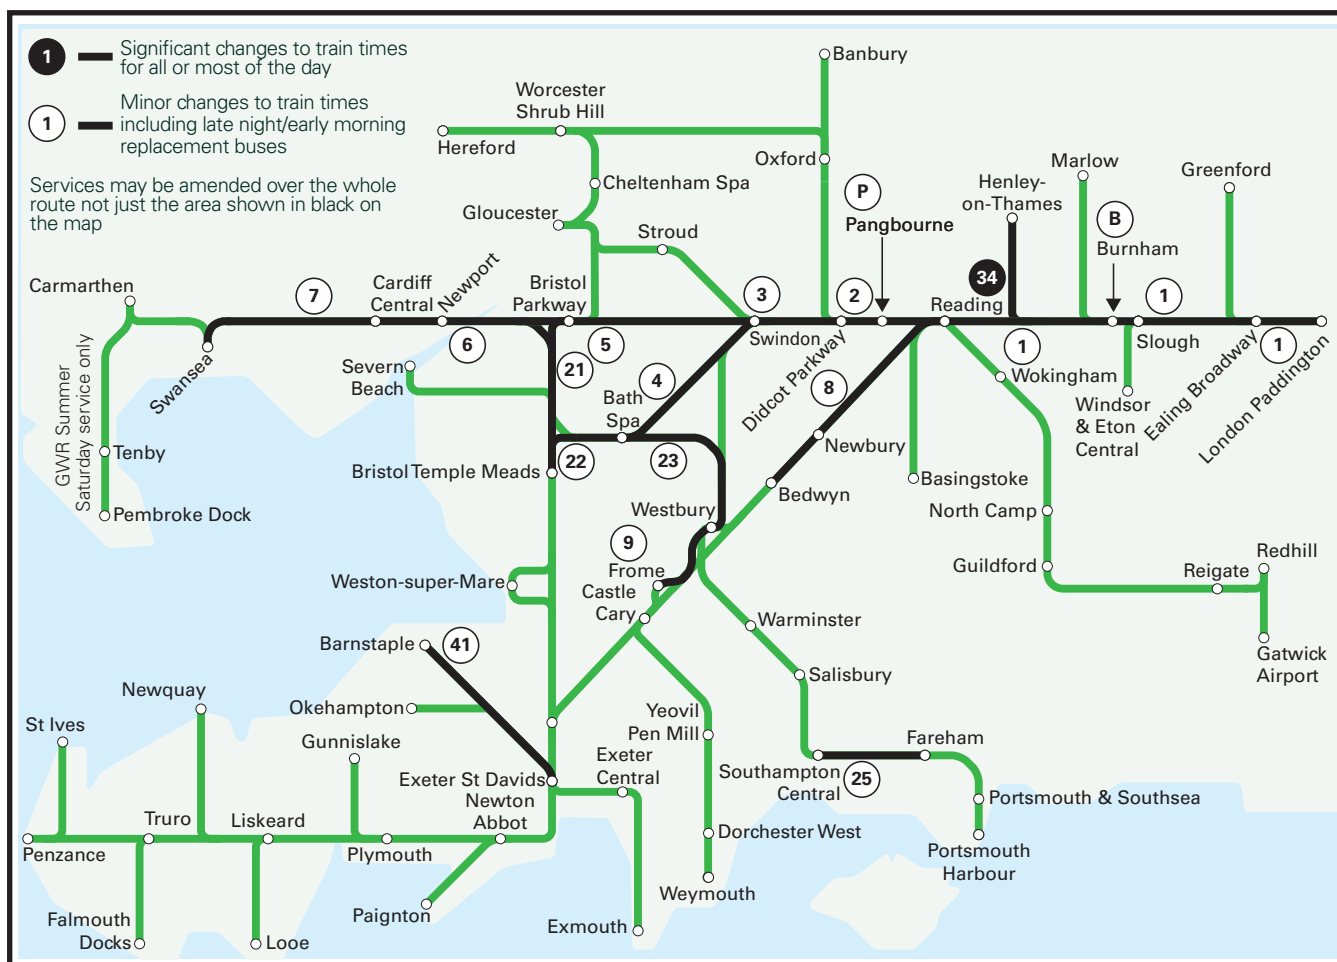 1
Significant changes to train times
for all or most of the day
1
Minor changes to train times
including late night/early morning
replacement buses
Services may be amended over the whole
route not just the area shown in black on
the map
Banbury
Worcester
Shrub Hill
Hereford
Oxford
Marlow
Greenford
Cheltenham Spa
P
Pangbourne
Henley-
on-Thames
Gloucester
Stroud
B
Burnham
Carmarthen
7
Cardiff
Central
Newport
Bristol
Parkway
3
2
Reading
34
1
Swansea
6
5
Swindon
Didcot Parkway
1
Slough
Ealing Broadway
1
London Paddington
GWR Summer
Saturday service only
Severn
Beach
21
4
8
Wokingham
Bath
Spa
Windsor
& Eton
Central
Tenby
Newbury
Bristol Temple Meads
22
23
Basingstoke
Bedwyn
Pembroke Dock
Westbury
North Camp
9
Frome
Weston-super-Mare
Castle
Cary
Guildford
Redhill
Reigate
Warminster
Barnstaple
41
Gatwick
Airport
Salisbury
Newquay
Okehampton
Yeovil
Pen Mill
St Ives
Gunnislake
Fareham
Exeter St Davids
Exeter
Central
Southampton
Central
25
Newton
Abbot
Portsmouth & Southsea
Truro
Liskeard
Penzance
Plymouth
Dorchester West
Portsmouth
Harbour
Weymouth
Falmouth
Docks
Looe
Paignton
Exmouth